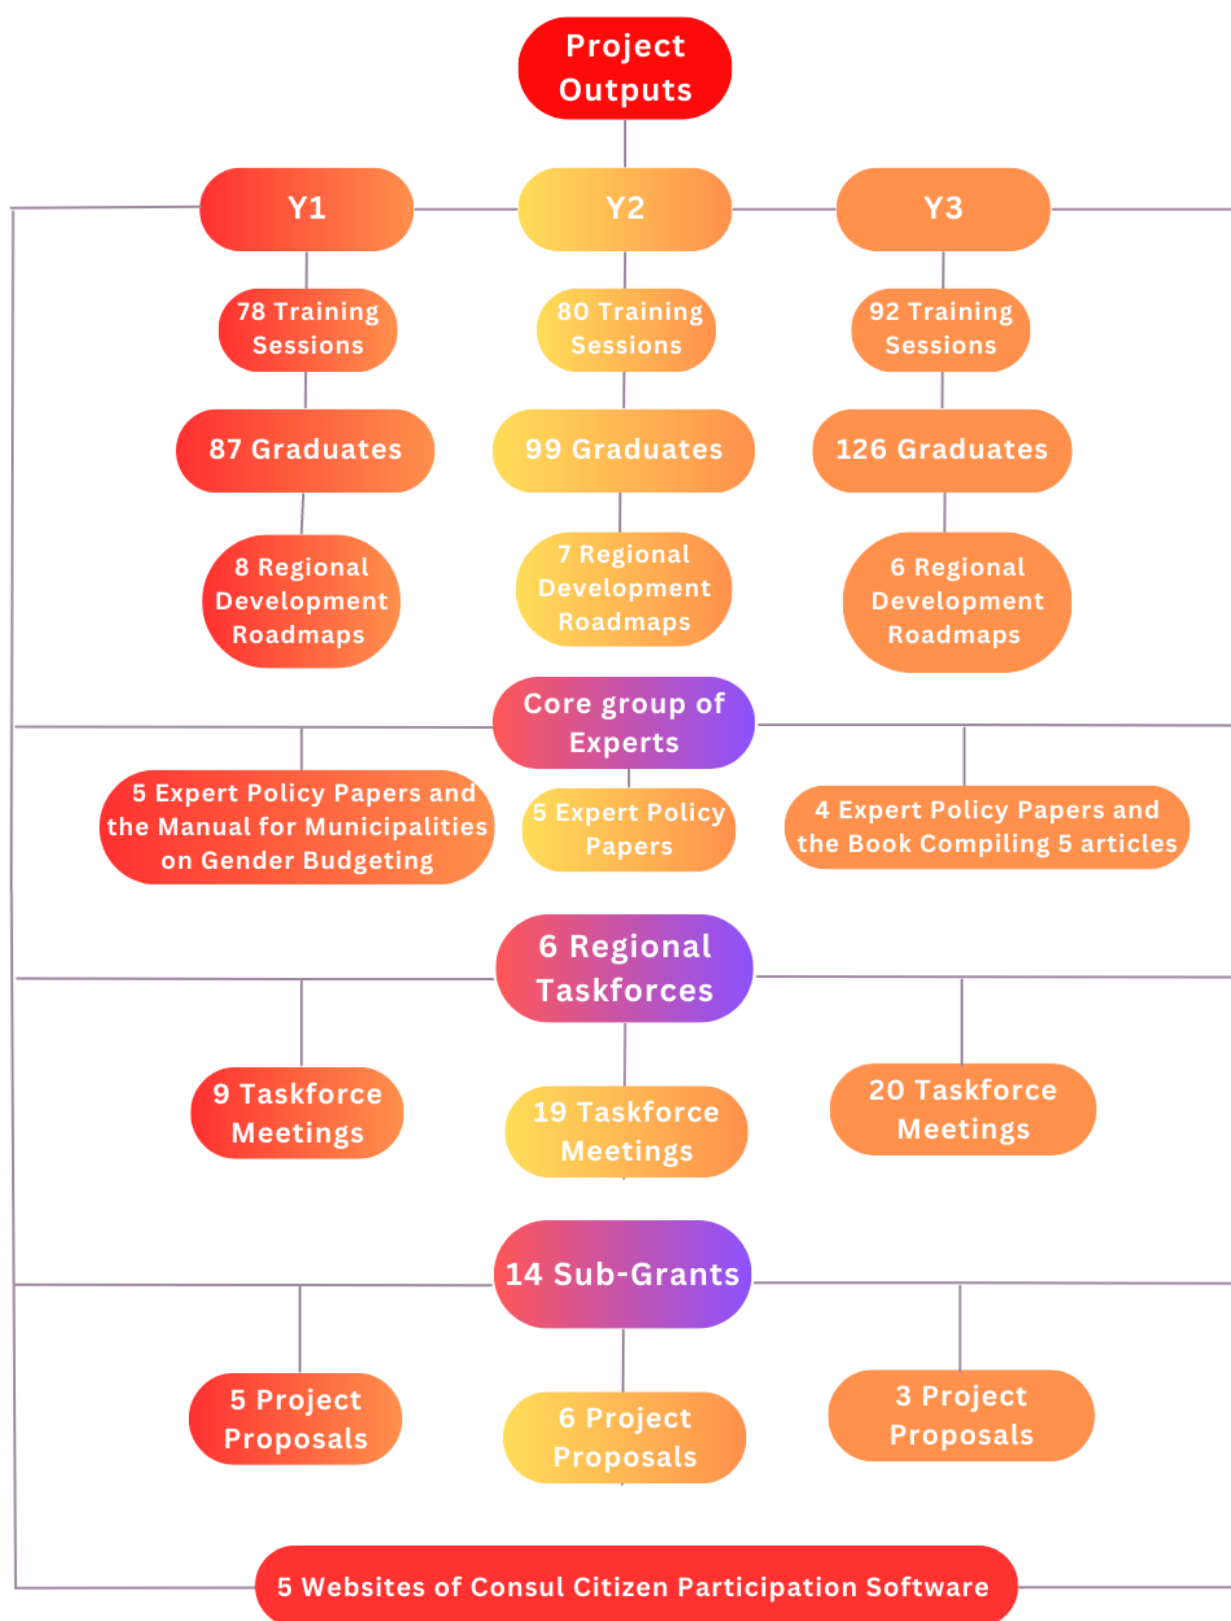 Project
Outputs
Y1
Y2
Y3
78 Training
Sessions
80 Training
Sessions
92 Training
Sessions
87 Graduates
99 Graduates
126 Graduates
8 Regional
Development
Roadmaps
7 Regional
Development
Roadmaps
6 Regional
Development
Roadmaps
Core group of
Experts
5 Expert Policy Papers and
the Manual for Municipalities
on Gender Budgeting
5 Expert Policy
Papers
4 Expert Policy Papers and
the Book Compiling 5 articles
6 Regional
Taskforces
9 Taskforce
Meetings
19 Taskforce
Meetings
20 Taskforce
Meetings
14 Sub-Grants
5 Project
Proposals
6 Project
Proposals
3 Project
Proposals
5 Websites of Consul Citizen Participation Software